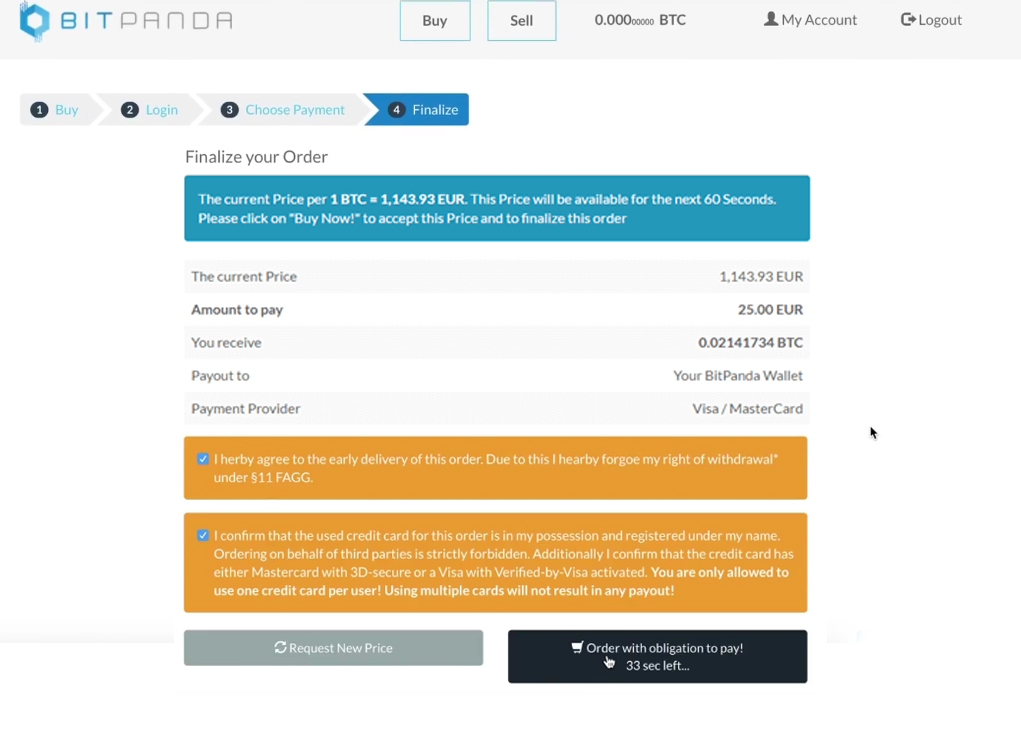 BITPANDA
Buy
Sell
0.00000000 BTC
My Account
Logout
1 Buy
2 Login
3 Choose Payment
4 Finalize
Finalize your Order
The current Price per 1 BTC = 1,143.93 EUR. This Price will be available for the next 60 Seconds.
Please click on "Buy Now!" to accept this Price and to finalize this order
The current Price 1,143.93 EUR
Amount to pay 25.00 EUR
You receive 0.02141734 BTC
Payout to Your BitPanda Wallet
Payment Provider Visa / MasterCard
I herby agree to the early delivery of this order. Due to this I hearby forgoe my right of withdrawal*
under §11 FAGG.
I confirm that the used credit card for this order is in my possession and registered under my name.
Ordering on behalf of third parties is strictly forbidden. Additionally I confirm that the credit card has
either Mastercard with 3D-secure or a Visa with Verified-by-Visa activated. You are only allowed to
use one credit card per user! Using multiple cards will not result in any payout!
Request New Price
Order with obligation to pay!
33 sec left...